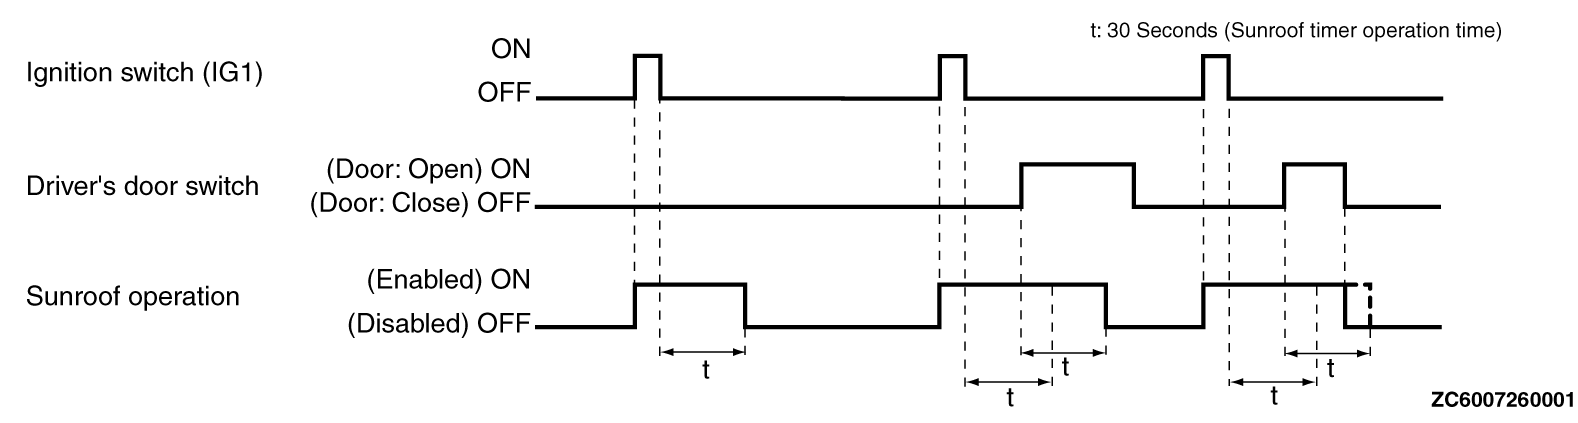 t: 30 Seconds (Sunroof timer operation time)
ON
Ignition switch (IG1)
OFF
(Door: Open) ON
Driver's door switch
(Door: Close) OFF
(Enabled) ON
Sunroof operation
(Disabled) OFF
t
t
t
t
t
ZC6007260001